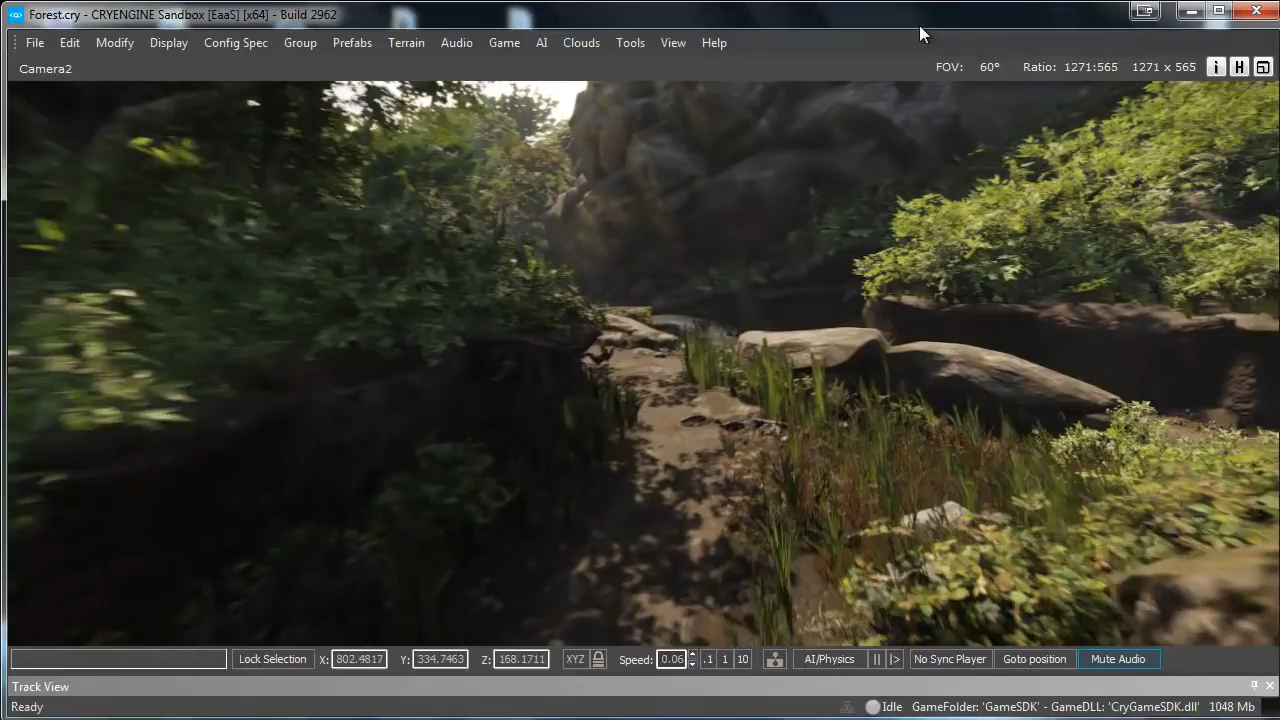 Forest.cry - CRYENGINE Sandbox [EaaS] [x64] - Build 2962
File Edit Modify Display Config Spec Group Prefabs Terrain Audio Game AI Clouds Tools View Help
Camera2 FOV: 60° Ratio: 1271:565 1271 x 565 i H
Lock Selection X: 802.4817 Y: 334.7463 Z: 168.1711 XYZ Speed: 0.06 .1 1 10 AI/Physics No Sync Player Goto position Mute Audio
Track View
Ready Idle GameFolder: 'GameSDK' - GameDLL: 'CryGameSDK.dll' 1048 Mb